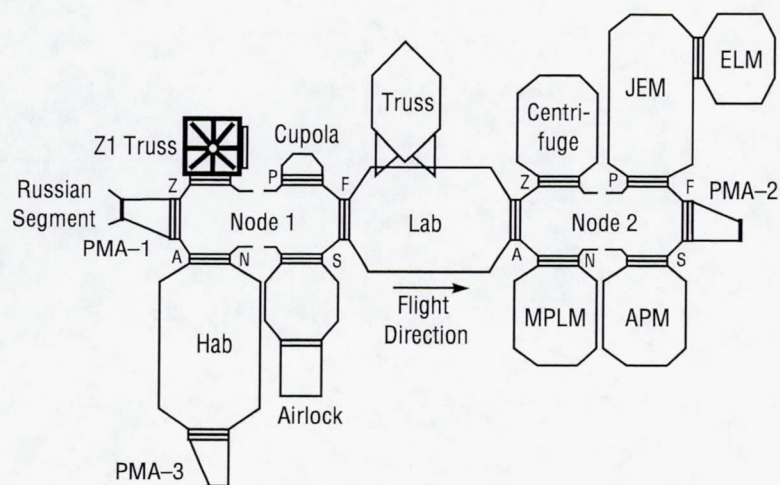 ELM
JEM
Truss
Centri-
fuge
Z1 Truss
Cupola
Z
P
F
Z
P
F
PMA–2
Russian
Segment
Node 1
Lab
Node 2
PMA–1
A
N
S
A
N
S
Flight
Direction
MPLM
APM
Hab
Airlock
PMA–3